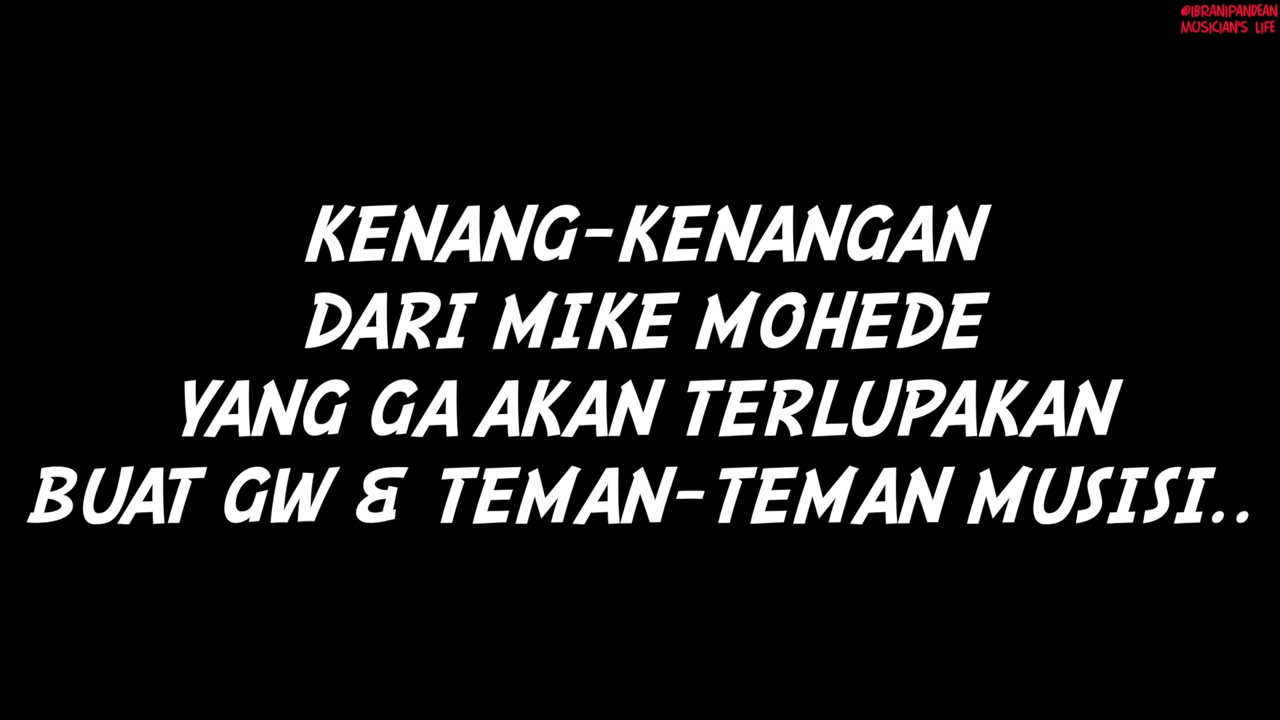 @IBRANIPANDEAN
MUSICIAN'S LIFE
KENANG-KENANGAN
DARI MIKE MOHEDE
YANG GA AKAN TERLUPAKAN
BUAT GW & TEMAN-TEMAN MUSISI..